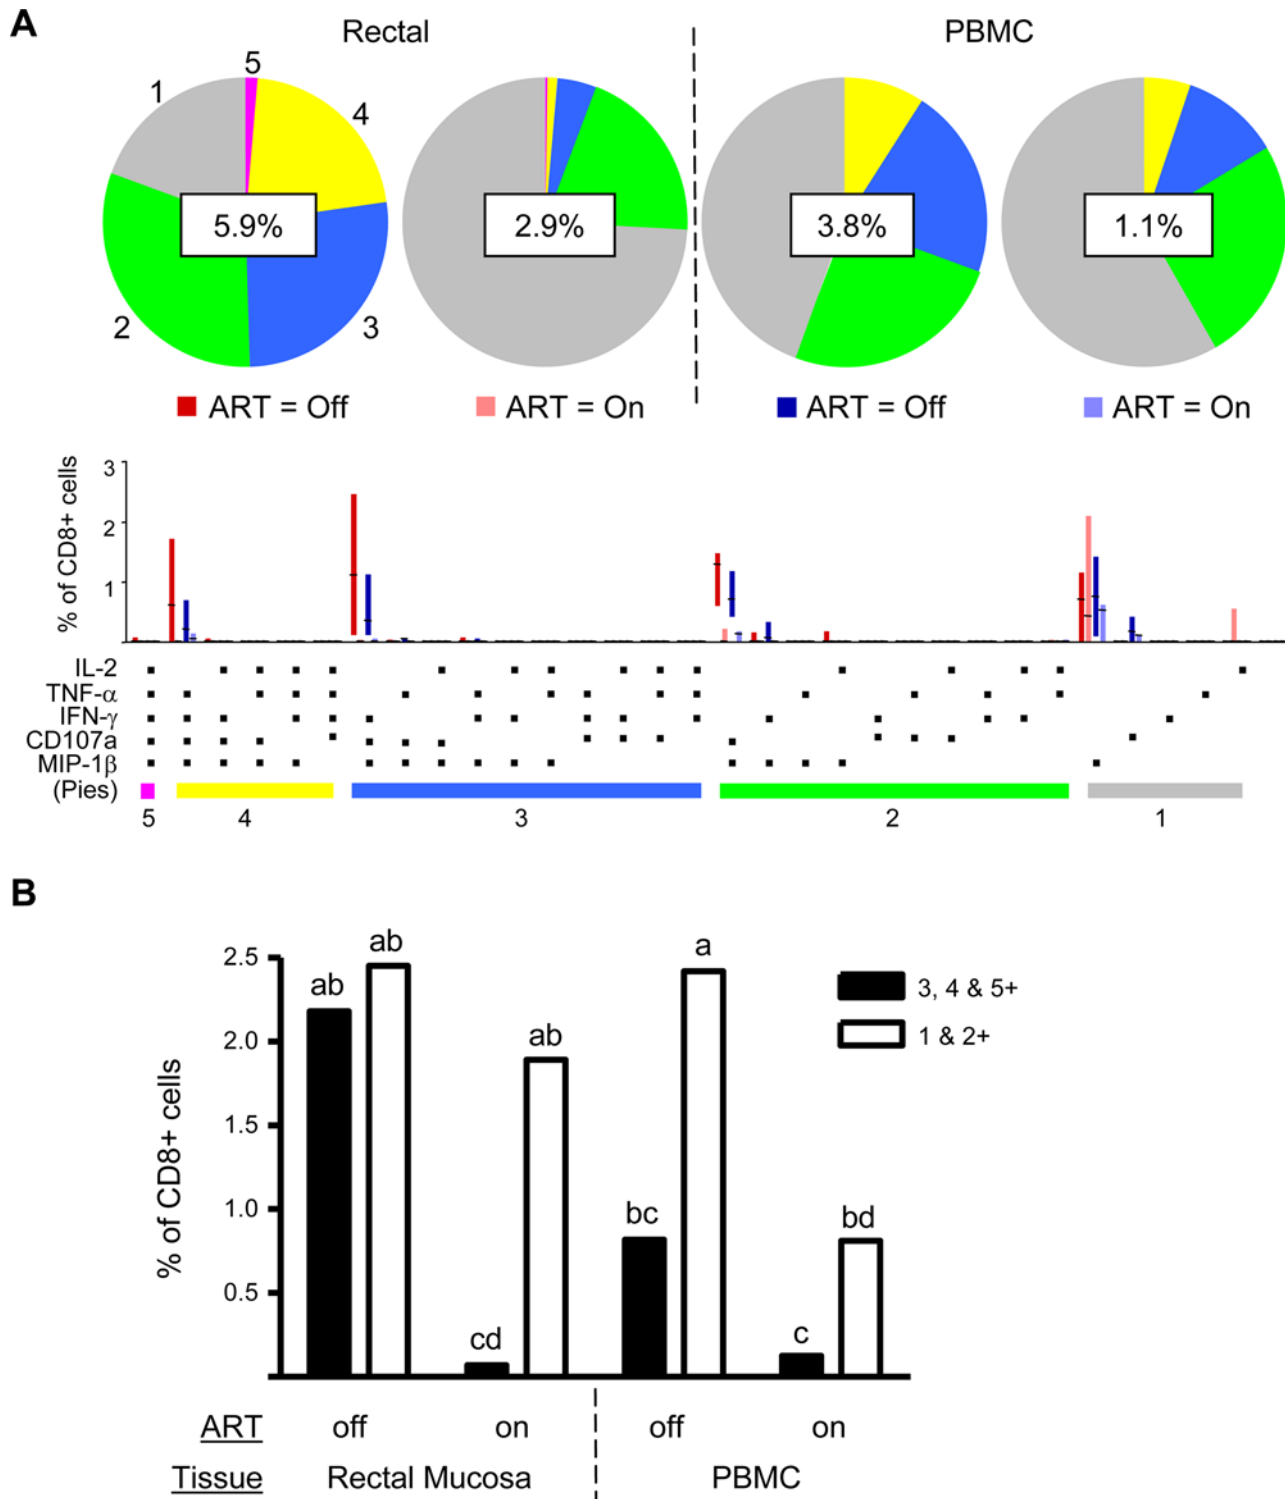 A
Rectal
PBMC
1
5
4
2
3
5.9%
2.9%
3.8%
1.1%
ART = Off
ART = On
ART = Off
ART = On
% of CD8+ cells
3
2
1
IL-2
TNF-α
IFN-γ
CD107a
MIP-1β
(Pies)
5 4 3 2 1
B
% of CD8+ cells
2.5
2.0
1.5
1.0
0.5
ab
ab
cd
ab
bc
a
c
bd
3, 4 & 5+
1 & 2+
ART off on off on
Tissue Rectal Mucosa PBMC